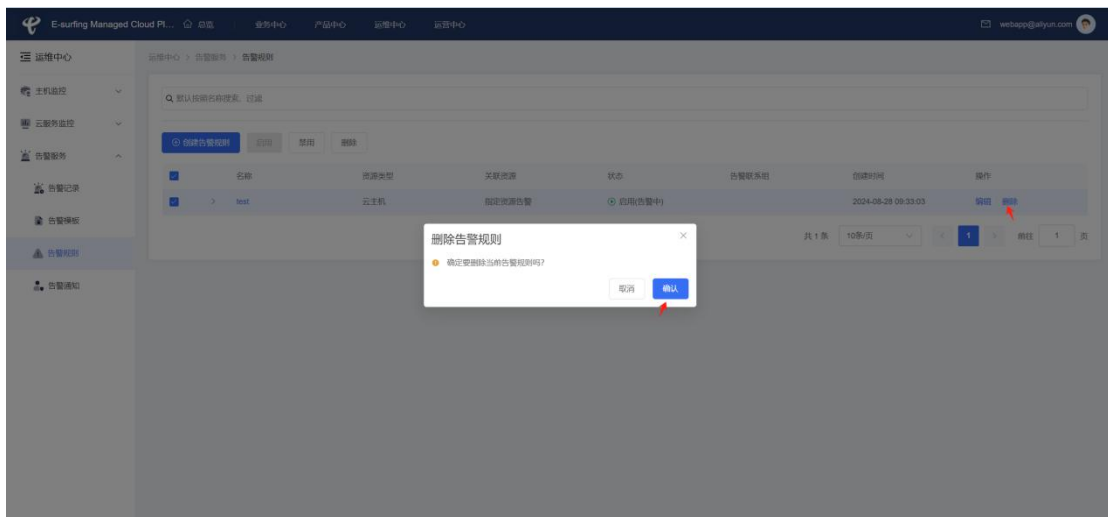 E-surfing Managed Cloud Pl... 总览 业务中心 产品中心 运维中心 运营中心 webapp@aliyun.com
运维中心
运维中心 > 告警服务 > 告警规则
主机监控
默认按照名称搜索、过滤
云服务监控
创建告警规则 启用 禁用 删除
告警服务
名称 资源类型 关联资源 状态 告警联系组 创建时间 操作
告警记录
test 云主机 指定资源告警 启用(告警中) 2024-08-28 09:33:03 编辑 删除
告警模板
共 1 条 10条/页 1 前往 1 页
删除告警规则
告警规则
确定要删除当前告警规则吗?
告警通知
取消 确认